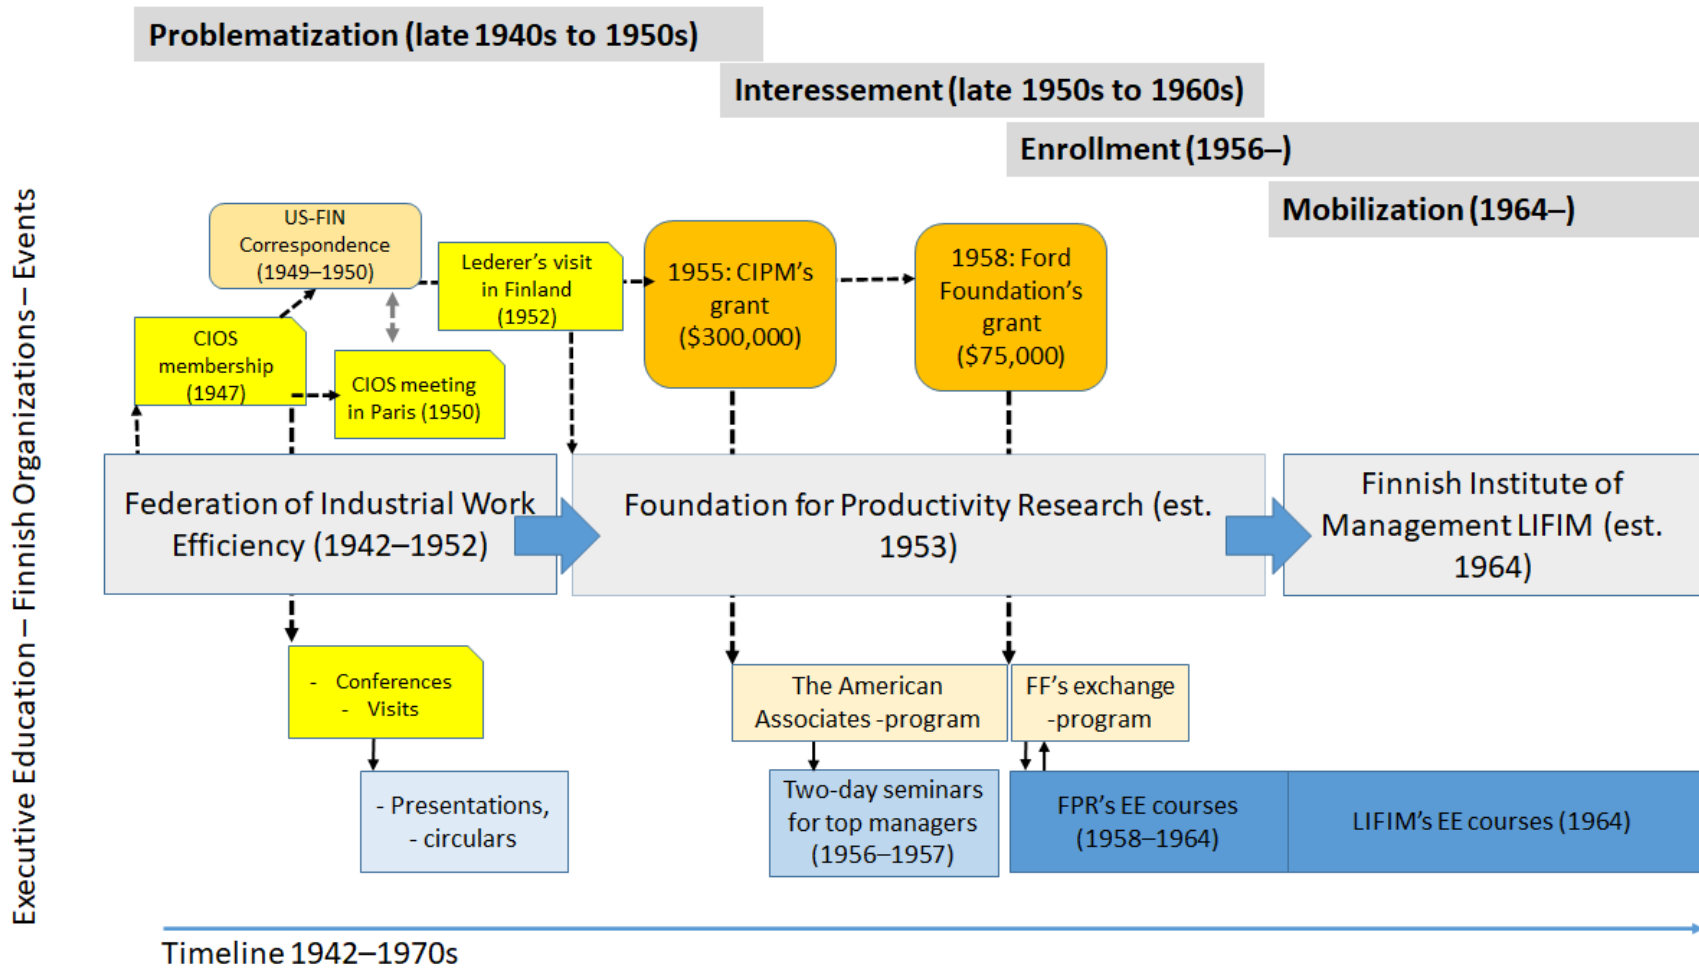 Problematization (late 1940s to 1950s)
Interessement (late 1950s to 1960s)
Enrollment (1956–)
Mobilization (1964–)
Executive Education – Finnish Organizations – Events
US-FIN
Correspondence
(1949–1950)
Lederer’s visit
in Finland
(1952)
1955: CIPM’s
grant
($300,000)
1958: Ford
Foundation’s
grant
($75,000)
CIOS
membership
(1947)
CIOS meeting
in Paris (1950)
Federation of Industrial Work
Efficiency (1942–1952)
Foundation for Productivity Research (est.
1953)
Finnish Institute of
Management LIFIM (est.
1964)
- Conferences
- Visits
The American
Associates -program
FF’s exchange
-program
- Presentations,
- circulars
Two-day seminars
for top managers
(1956–1957)
FPR’s EE courses
(1958–1964)
LIFIM’s EE courses (1964)
Timeline 1942–1970s